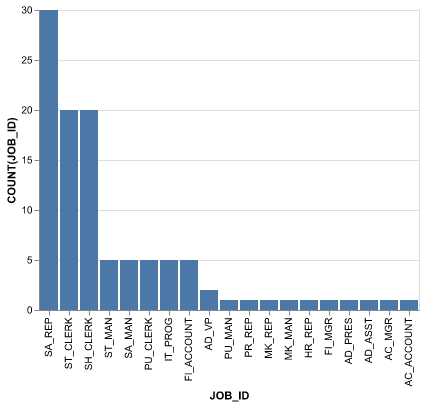 COUNT(JOB_ID)
30
25
20
15
10
5
0
SA_REP
ST_CLERK
SH_CLERK
ST_MAN
SA_MAN
PU_CLERK
IT_PROG
FI_ACCOUNT
AD_VP
PU_MAN
PR_REP
MK_REP
MK_MAN
HR_REP
FI_MGR
AD_PRES
AD_ASST
AC_MGR
AC_ACCOUNT
JOB_ID